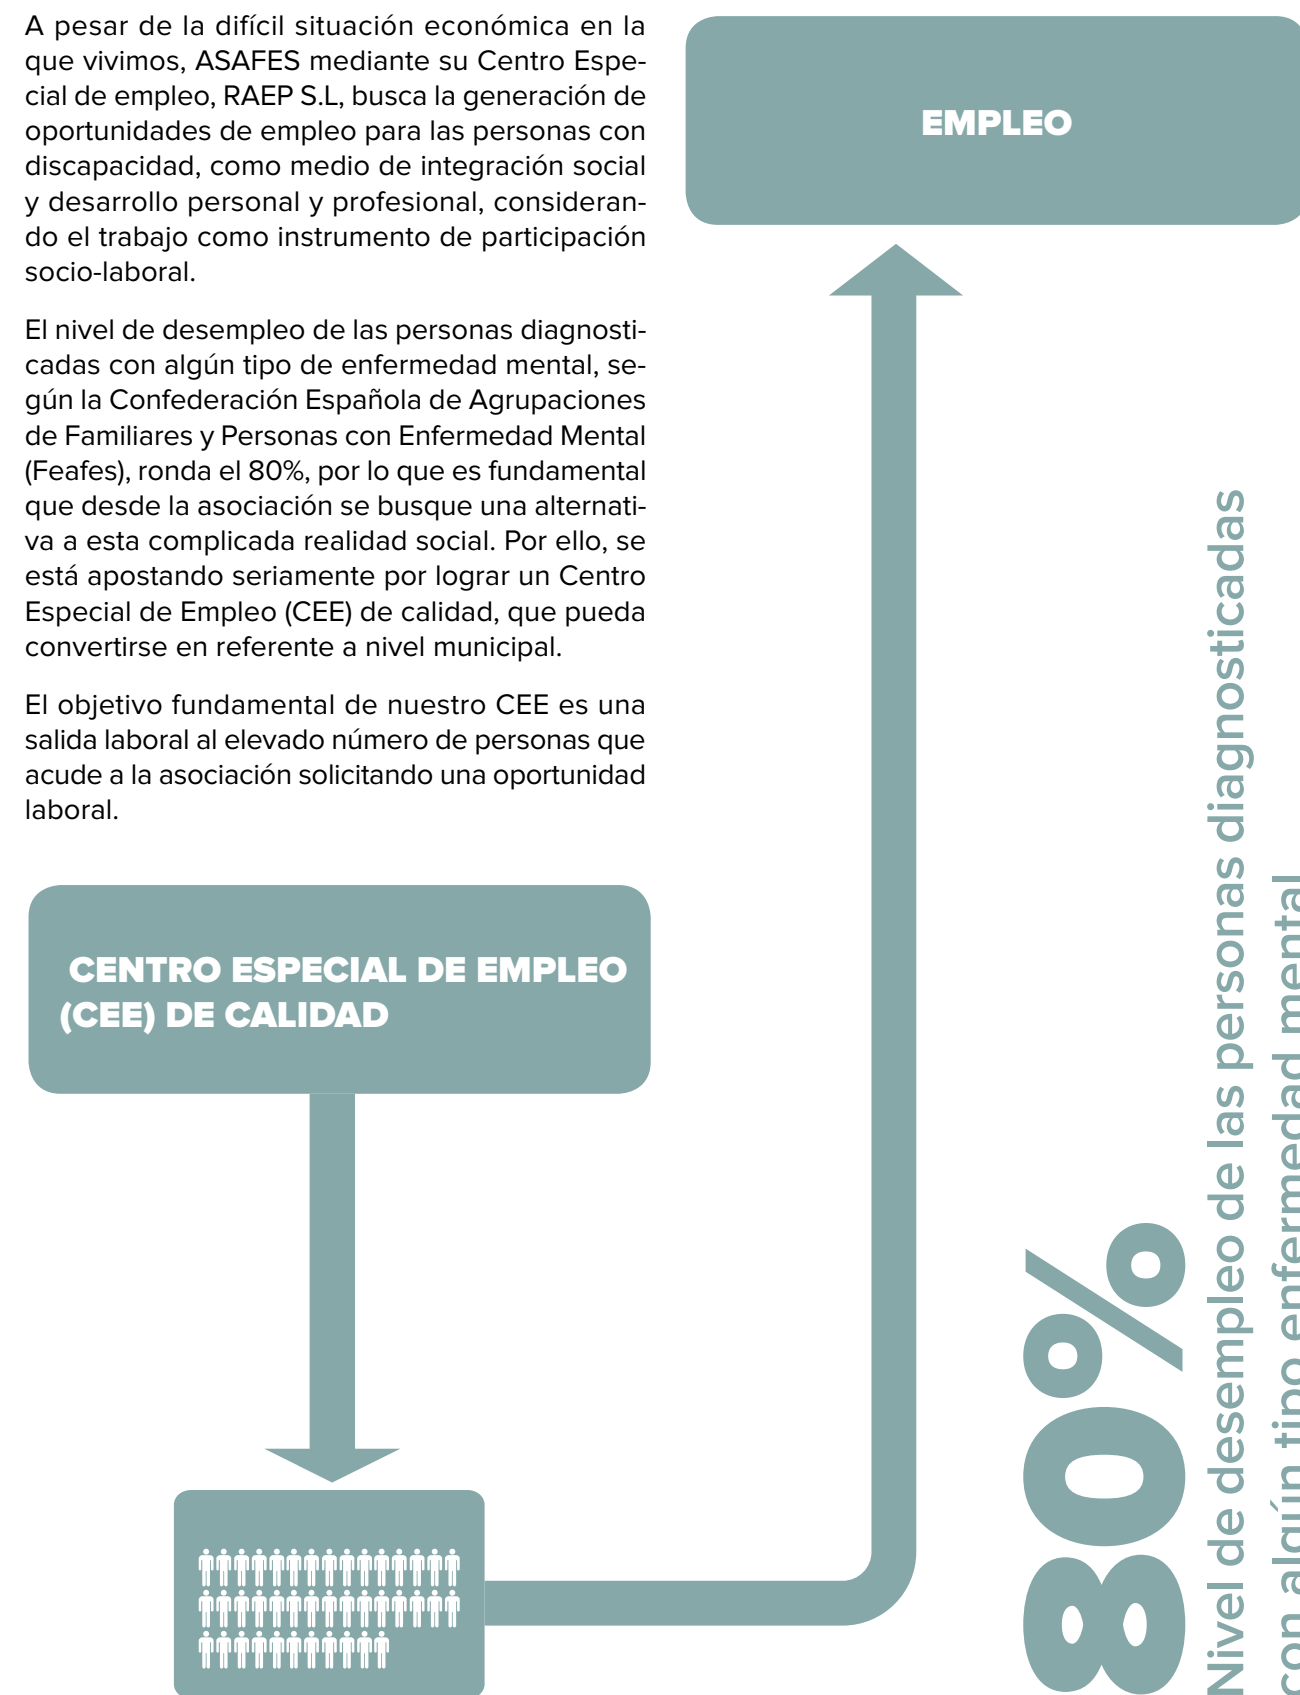 A pesar de la difícil situación económica en la
que vivimos, ASAFES mediante su Centro Espe-
cial de empleo, RAEP S.L, busca la generación de
oportunidades de empleo para las personas con
discapacidad, como medio de integración social
y desarrollo personal y profesional, consideran-
do el trabajo como instrumento de participación
socio-laboral.
El nivel de desempleo de las personas diagnosti-
cadas con algún tipo de enfermedad mental, se-
gún la Confederación Española de Agrupaciones
de Familiares y Personas con Enfermedad Mental
(Feafes), ronda el 80%, por lo que es fundamental
que desde la asociación se busque una alternati-
va a esta complicada realidad social. Por ello, se
está apostando seriamente por lograr un Centro
Especial de Empleo (CEE) de calidad, que pueda
convertirse en referente a nivel municipal.
El objetivo fundamental de nuestro CEE es una
salida laboral al elevado número de personas que
acude a la asociación solicitando una oportunidad
laboral.
CENTRO ESPECIAL DE EMPLEO
(CEE) DE CALIDAD
EMPLEO
80%
Nivel de desempleo de las personas diagnosticadas
con algún tipo enfermedad mental